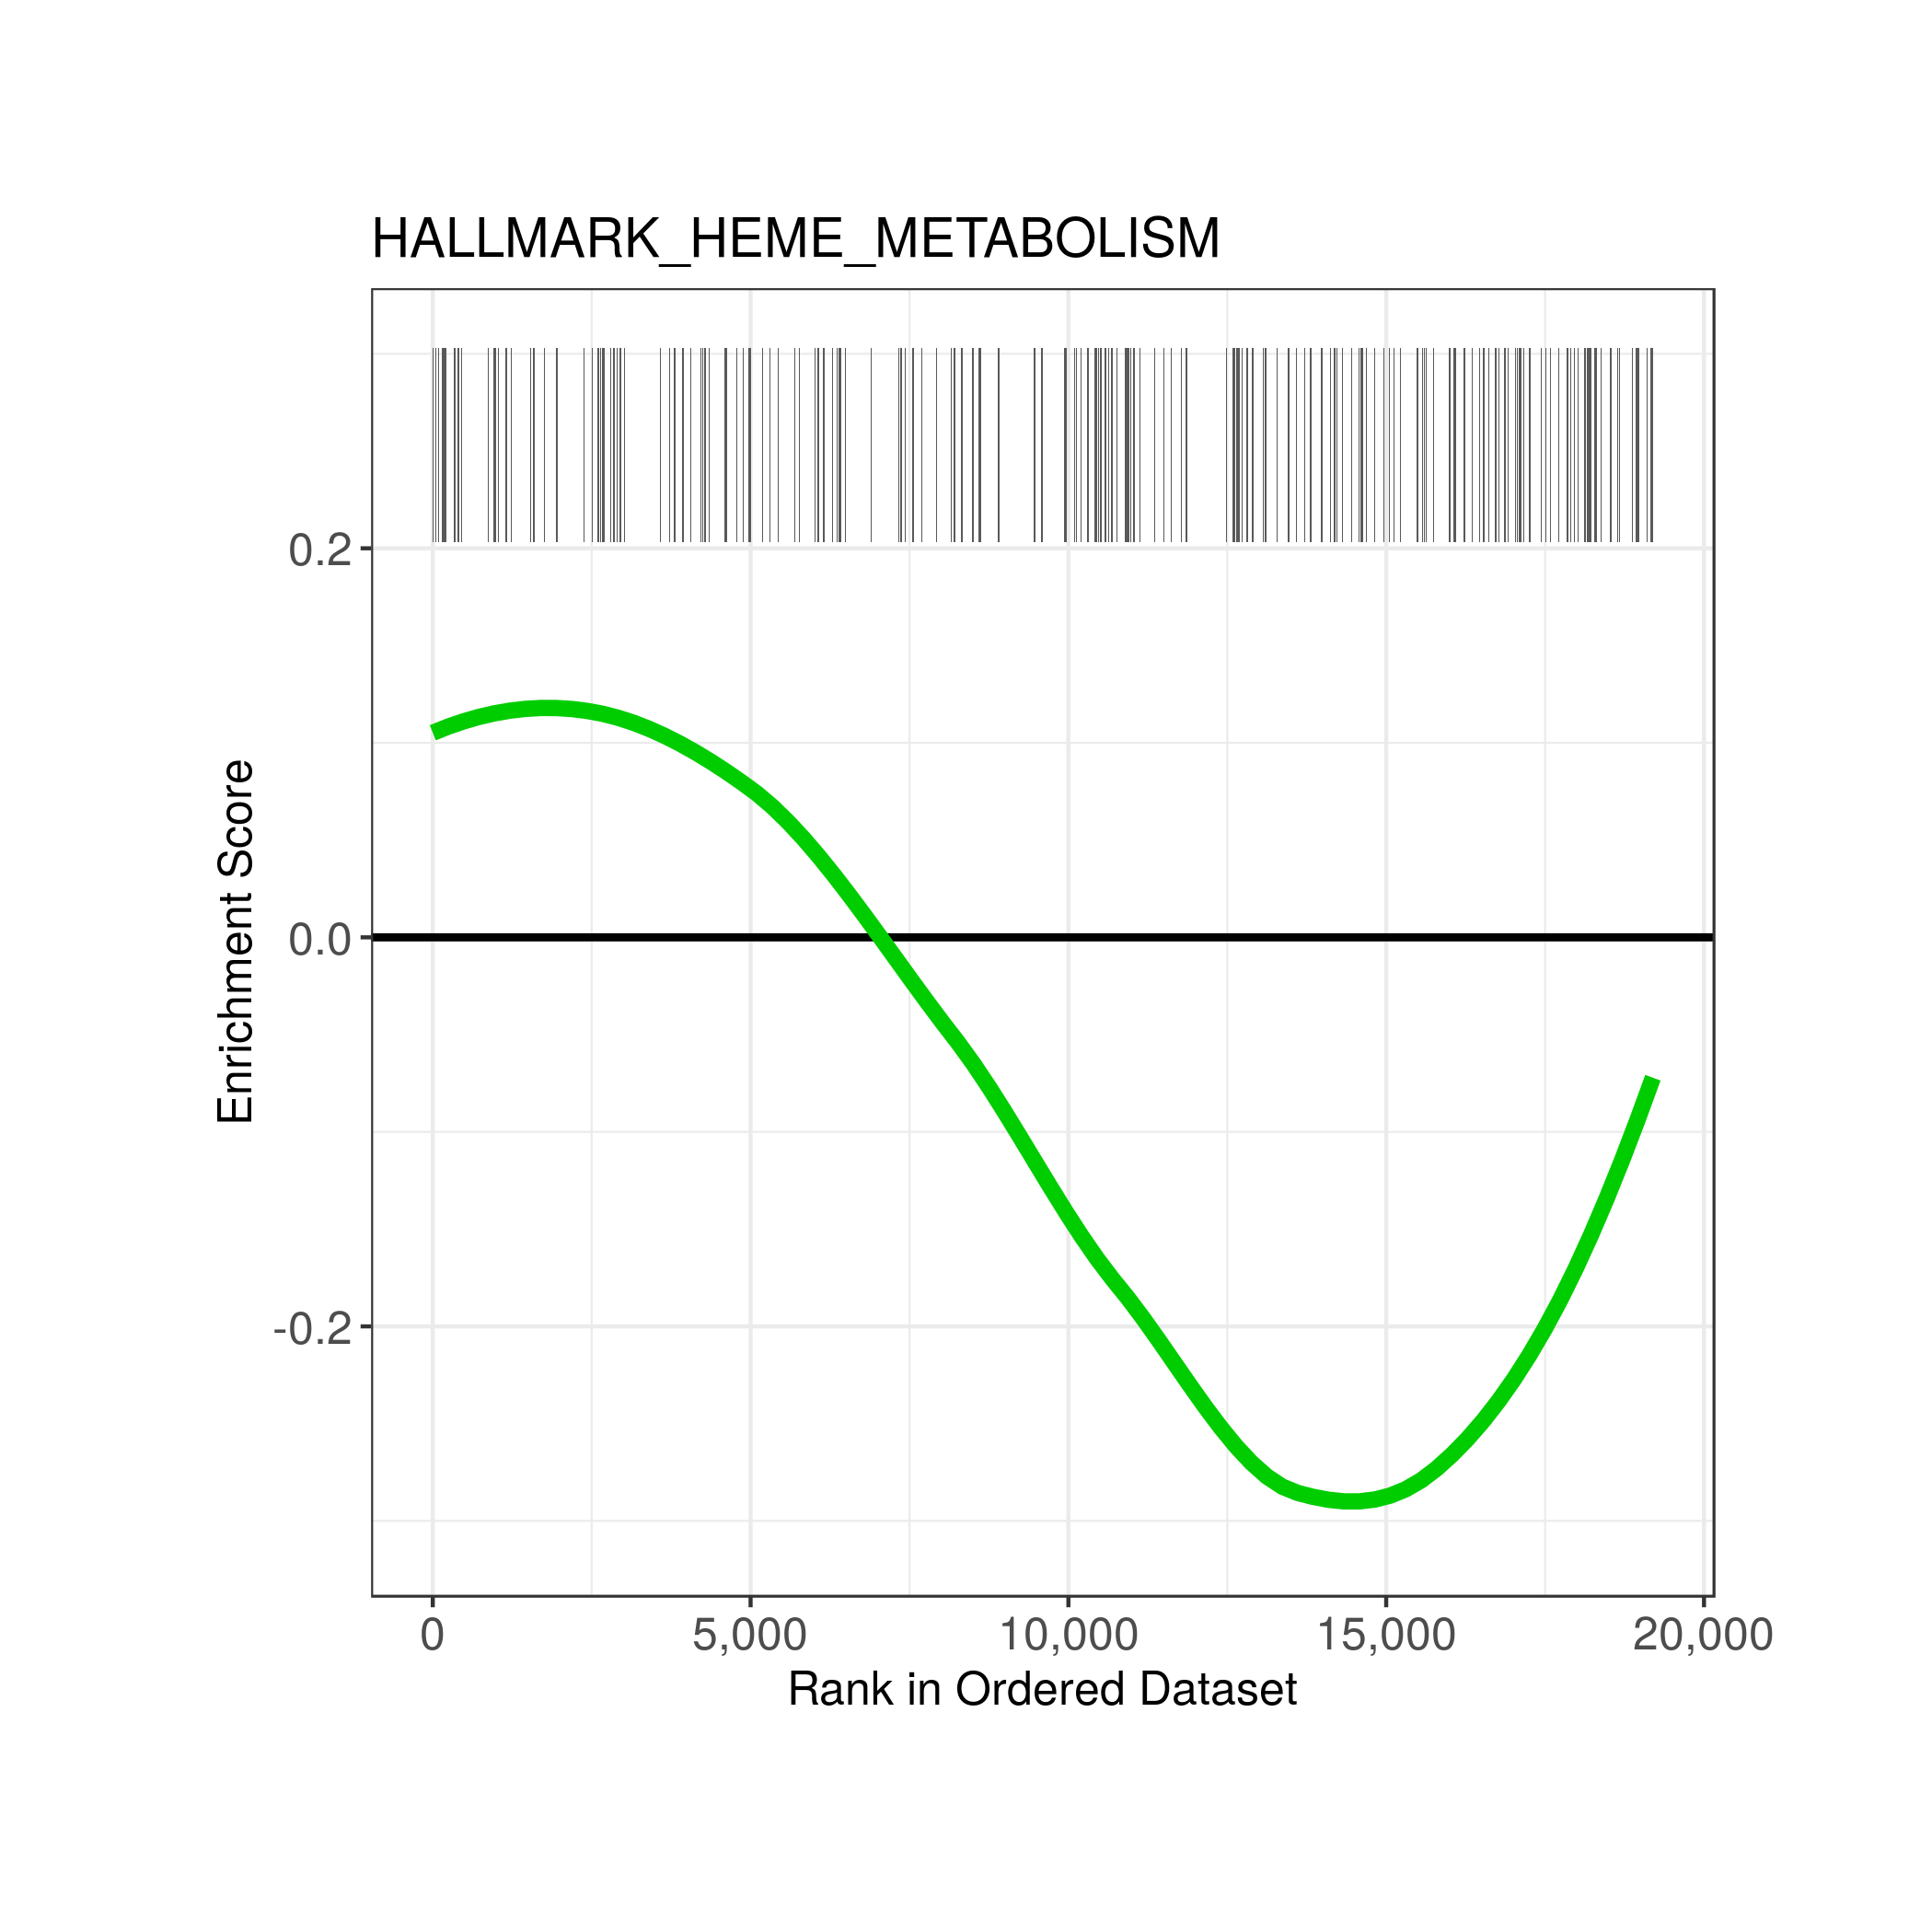 HALLMARK_HEME_METABOLISM
Enrichment Score
0.2
0.0
-0.2
0 5,000 10,000 15,000 20,000
Rank in Ordered Dataset